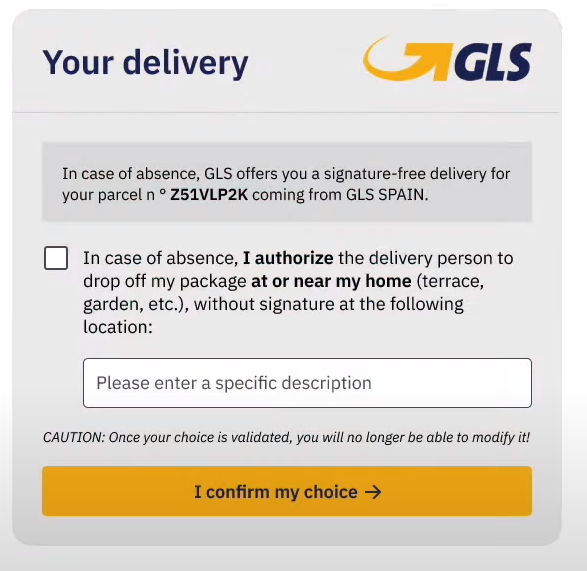 Your delivery
GLS
In case of absence, GLS offers you a signature-free delivery for
your parcel n ° Z51VLP2K coming from GLS SPAIN.
In case of absence, I authorize the delivery person to
drop off my package at or near my home (terrace,
garden, etc.), without signature at the following
location:
Please enter a specific description
CAUTION: Once your choice is validated, you will no longer be able to modify it!
I confirm my choice →